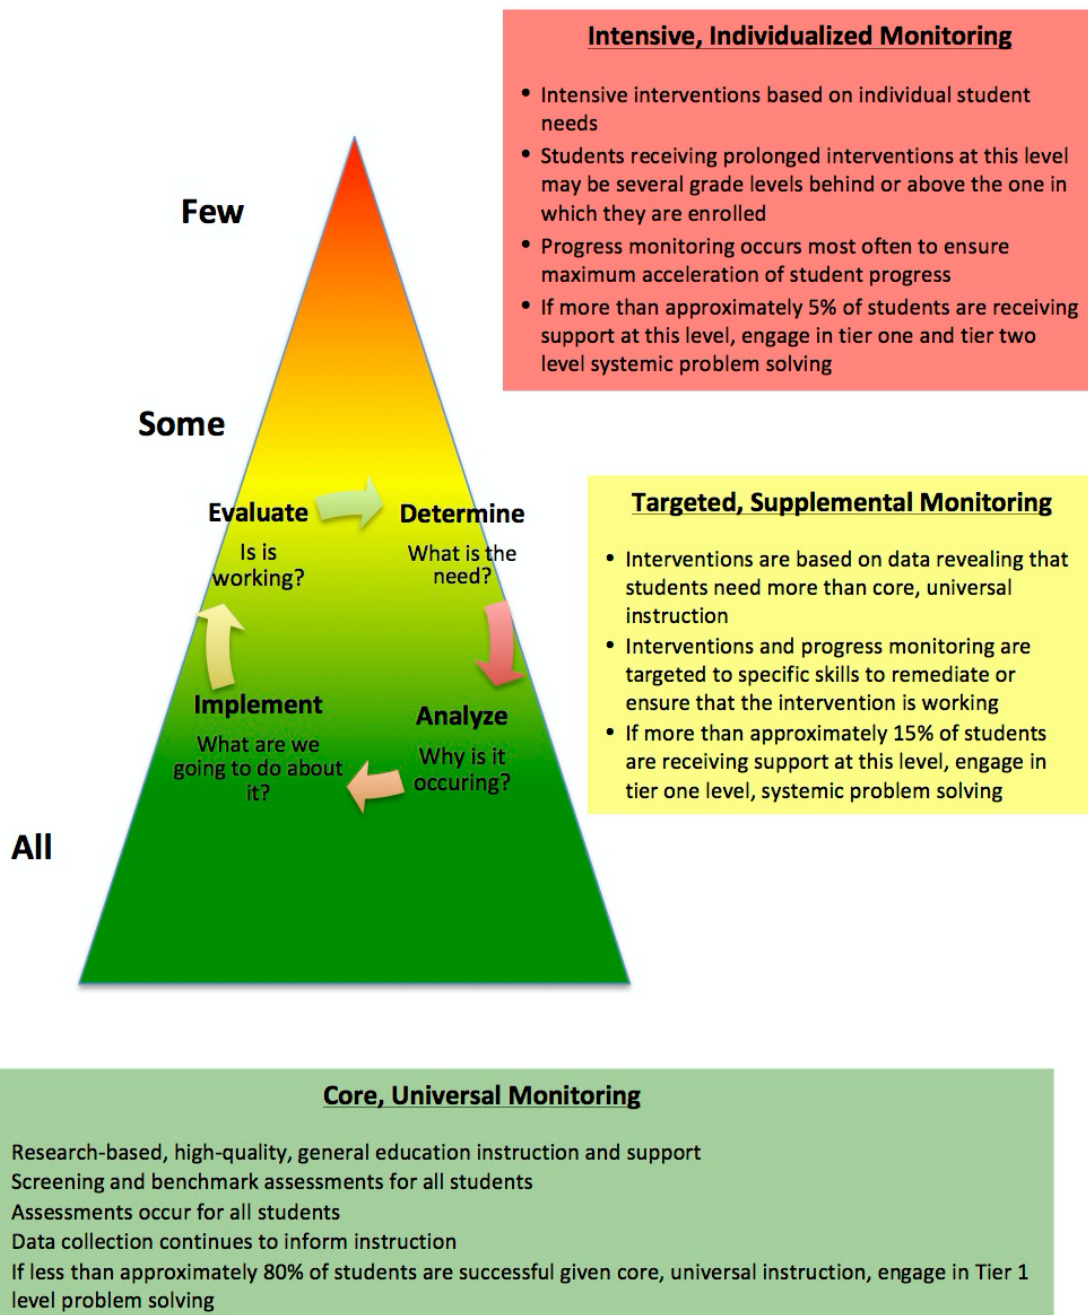 Intensive, Individualized Monitoring
• Intensive interventions based on individual student
needs
• Students receiving prolonged interventions at this level
may be several grade levels behind or above the one in
which they are enrolled
• Progress monitoring occurs most often to ensure
maximum acceleration of student progress
• If more than approximately 5% of students are receiving
support at this level, engage in tier one and tier two
level systemic problem solving
Few
Some
All
Evaluate
Is is
working?
Determine
What is the
need?
Analyze
Why is it
occuring?
Implement
What are we
going to do about
it?
Targeted, Supplemental Monitoring
• Interventions are based on data revealing that
students need more than core, universal
instruction
• Interventions and progress monitoring are
targeted to specific skills to remediate or
ensure that the intervention is working
• If more than approximately 15% of students
are receiving support at this level, engage in
tier one level, systemic problem solving
Core, Universal Monitoring
Research-based, high-quality, general education instruction and support
Screening and benchmark assessments for all students
Assessments occur for all students
Data collection continues to inform instruction
If less than approximately 80% of students are successful given core, universal instruction, engage in Tier 1
level problem solving